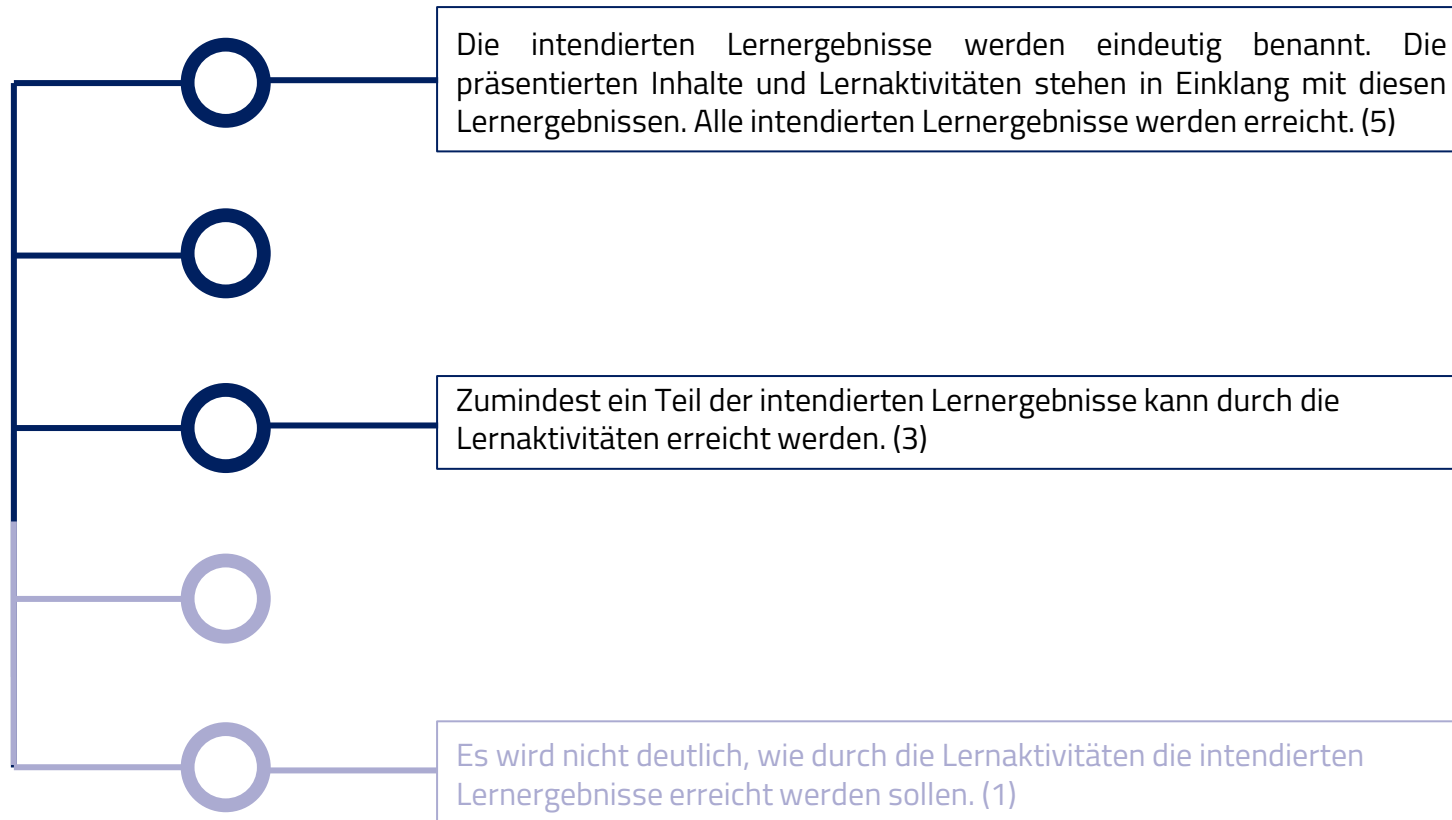 Die intendierten Lernergebnisse werden eindeutig benannt. Die
präsentierten Inhalte und Lernaktivitäten stehen in Einklang mit diesen
Lernergebnissen. Alle intendierten Lernergebnisse werden erreicht. (5)
Zumindest ein Teil der intendierten Lernergebnisse kann durch die
Lernaktivitäten erreicht werden. (3)
Es wird nicht deutlich, wie durch die Lernaktivitäten die intendierten
Lernergebnisse erreicht werden sollen. (1)